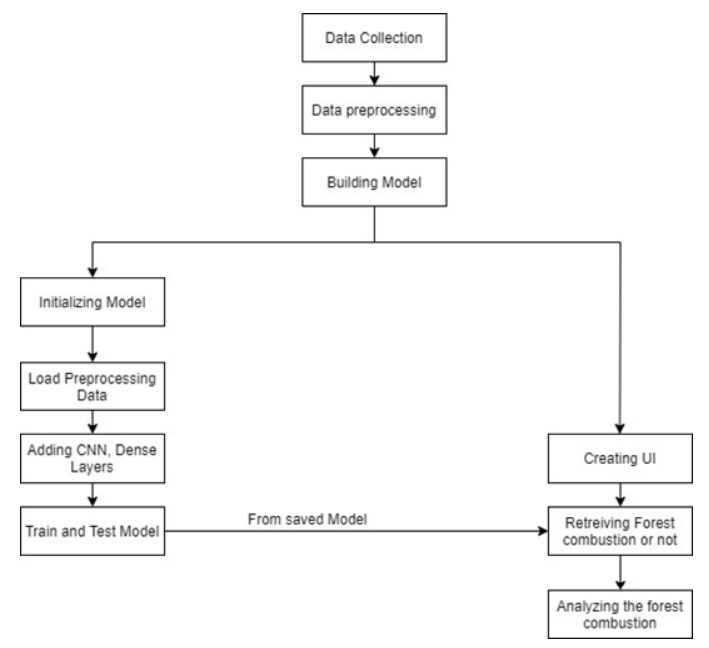 Data Collection
Data preprocessing
Building Model
Initializing Model
Load Preprocessing
Data
Adding CNN, Dense
Layers
Train and Test Model
From saved Model
Creating UI
Retreiving Forest
combustion or not
Analyzing the forest
combustion